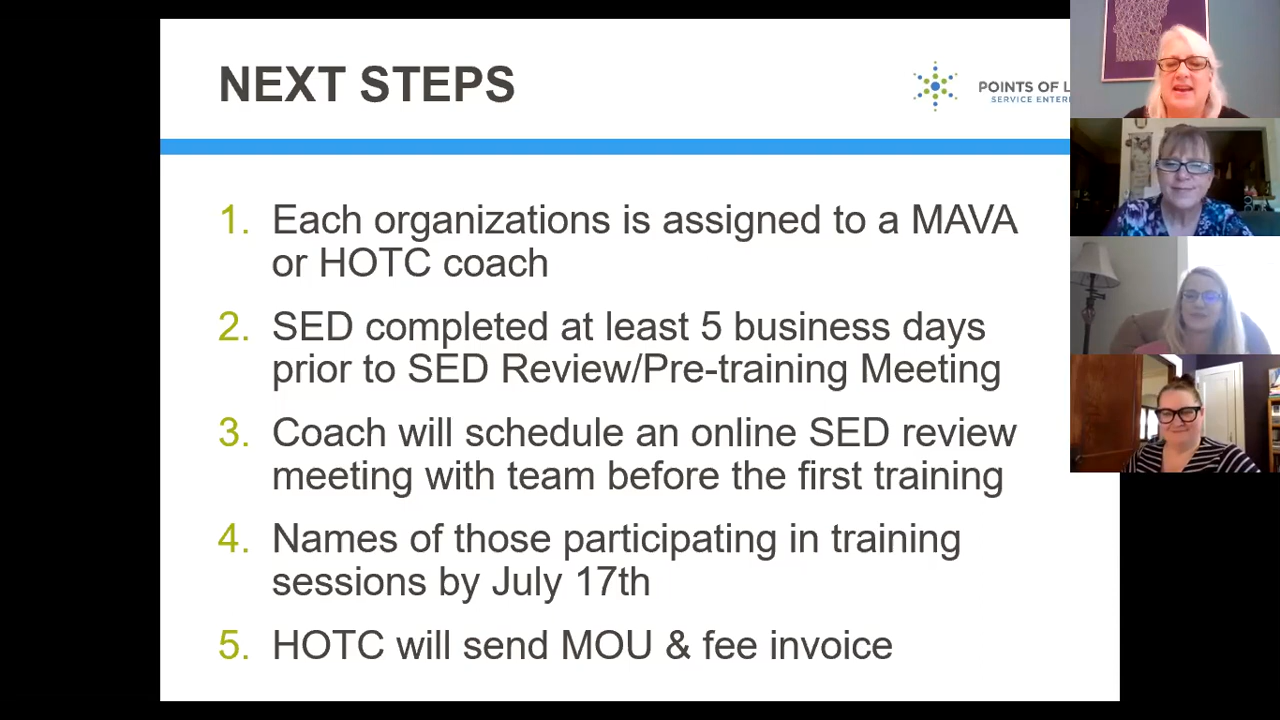 NEXT STEPS
POINTS OF L
SERVICE ENTER
1. Each organizations is assigned to a MAVA
or HOTC coach
2. SED completed at least 5 business days
prior to SED Review/Pre-training Meeting
3. Coach will schedule an online SED review
meeting with team before the first training
4. Names of those participating in training
sessions by July 17th
5. HOTC will send MOU & fee invoice